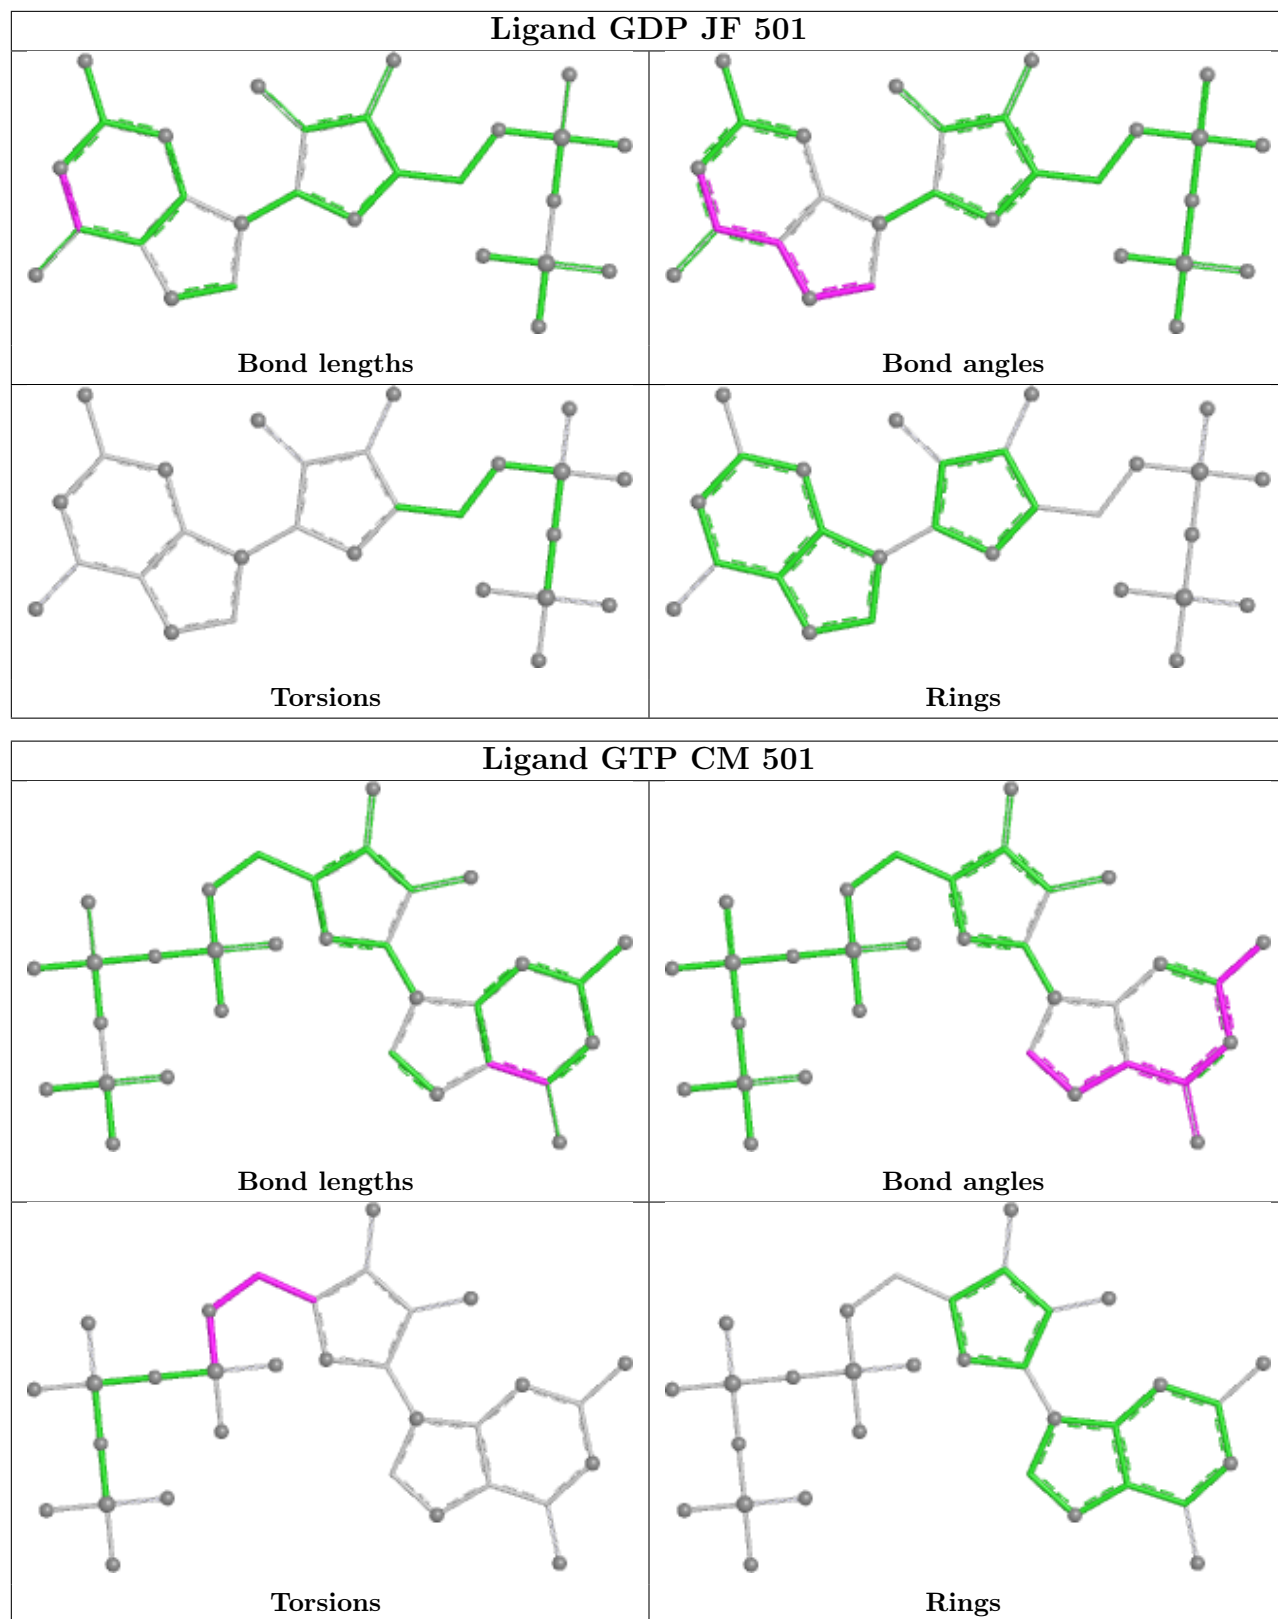 Ligand GDP JF 501
Bond lengths
Bond angles
Torsions
Rings
Ligand GTP CM 501
Bond lengths
Bond angles
Torsions
Rings